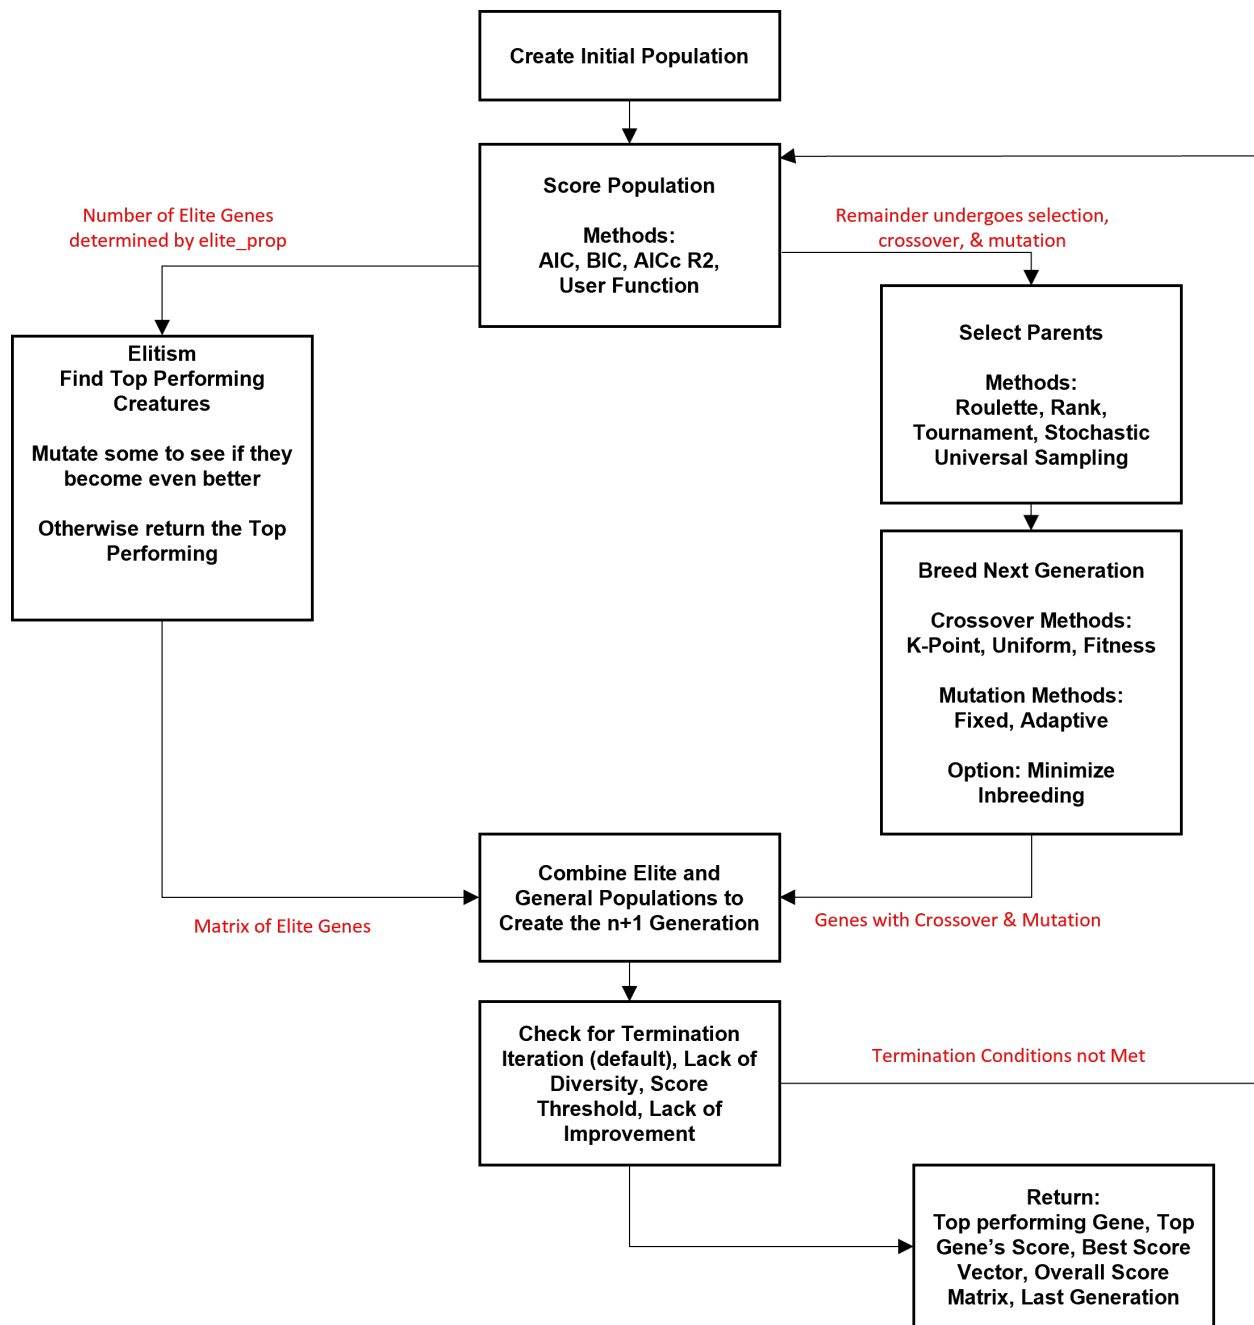 Create Initial Population
Score Population
Methods:
AIC, BIC, AICc R2,
User Function
Number of Elite Genes
determined by elite_prop
Remainder undergoes selection,
crossover, & mutation
Elitism
Find Top Performing
Creatures
Mutate some to see if they
become even better
Otherwise return the Top
Performing
Select Parents
Methods:
Roulette, Rank,
Tournament, Stochastic
Universal Sampling
Breed Next Generation
Crossover Methods:
K-Point, Uniform, Fitness
Mutation Methods:
Fixed, Adaptive
Option: Minimize
Inbreeding
Combine Elite and
General Populations to
Create the n+1 Generation
Matrix of Elite Genes
Genes with Crossover & Mutation
Check for Termination
Iteration (default), Lack of
Diversity, Score
Threshold, Lack of
Improvement
Termination Conditions not Met
Return:
Top performing Gene, Top
Gene’s Score, Best Score
Vector, Overall Score
Matrix, Last Generation